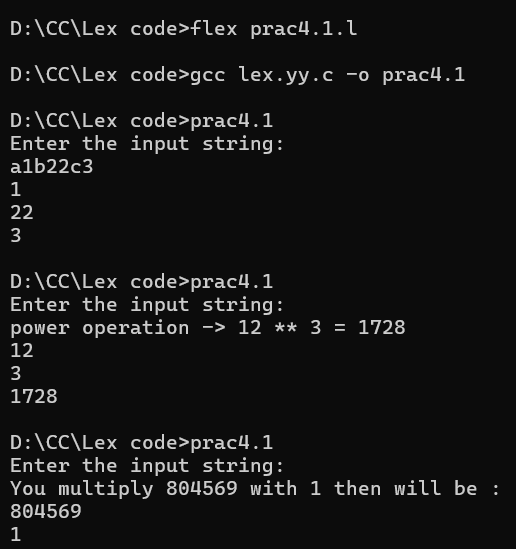 D:\CC\Lex code>flex prac4.1.l
D:\CC\Lex code>gcc lex.yy.c -o prac4.1
D:\CC\Lex code>prac4.1
Enter the input string:
a1b22c3
1
22
3
D:\CC\Lex code>prac4.1
Enter the input string:
power operation -> 12 ** 3 = 1728
12
3
1728
D:\CC\Lex code>prac4.1
Enter the input string:
You multiply 804569 with 1 then will be :
804569
1